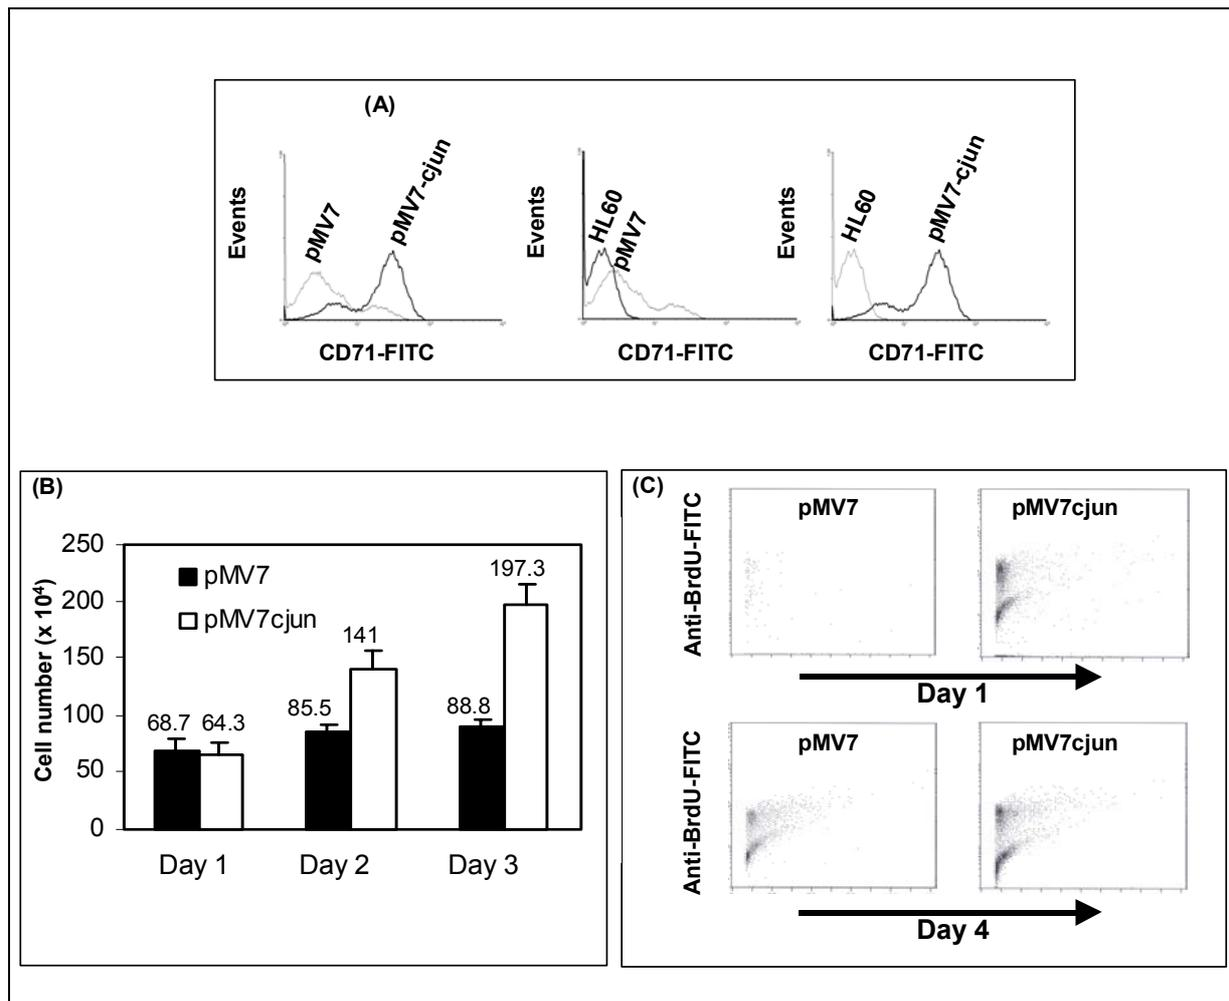 (A)
Events
pMV7
pMV7-cjun
CD71-FITC
Events
HL60
pMV7
CD71-FITC
Events
HL60
pMV7-cjun
CD71-FITC
(B)
Cell number (x 10⁴)
250
200
150
100
50
0
pMV7
pMV7cjun
68.7
64.3
85.5
141
88.8
197.3
Day 1
Day 2
Day 3
(C)
Anti-BrdU-FITC
pMV7
pMV7cjun
Day 1
Anti-BrdU-FITC
pMV7
pMV7cjun
Day 4